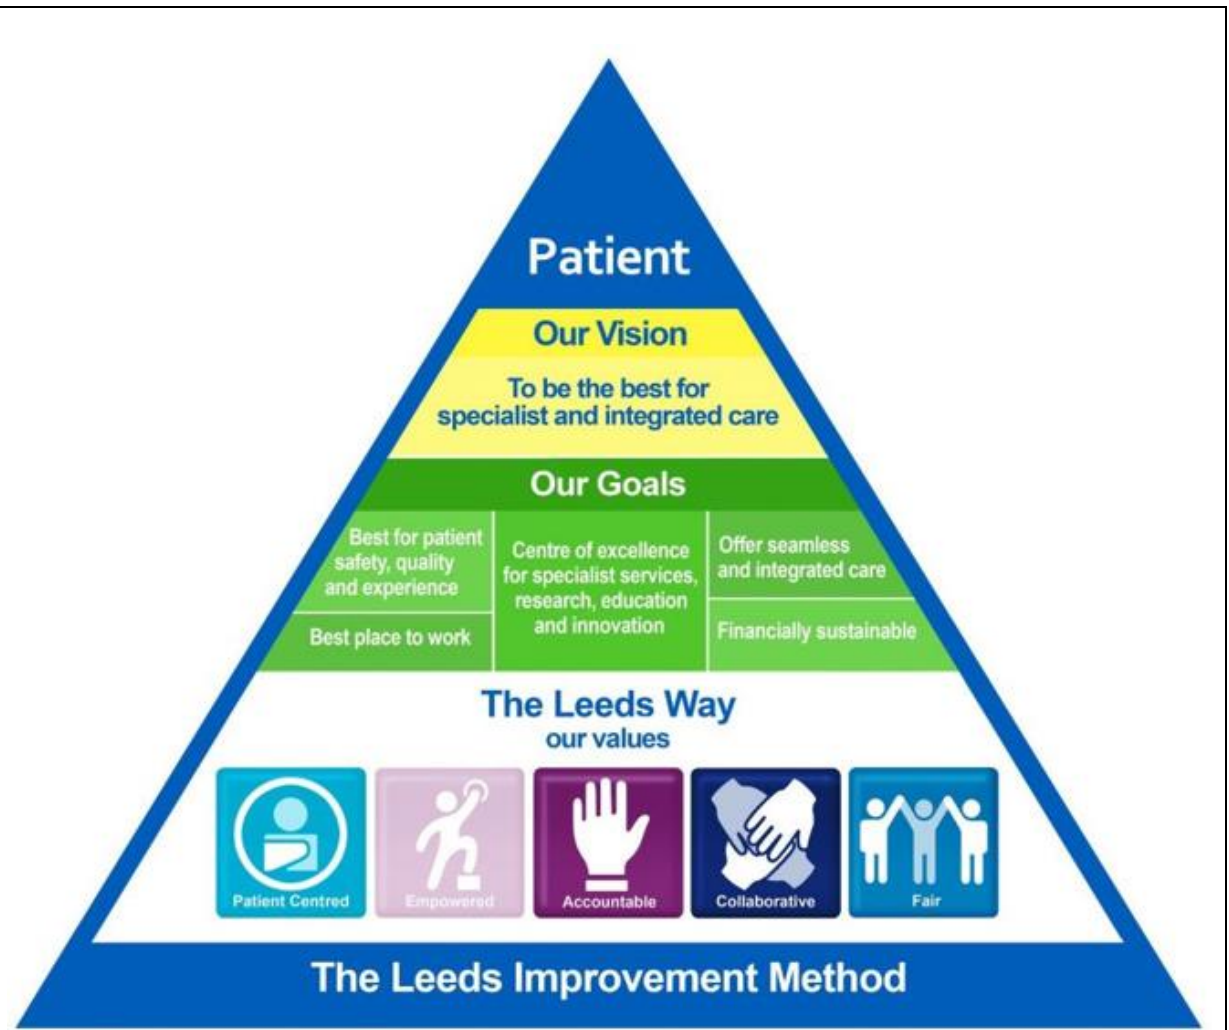 Patient
Our Vision
To be the best for
specialist and integrated care
Our Goals
Best for patient
safety, quality
and experience
Best place to work
Centre of excellence
for specialist services,
research, education
and innovation
Offer seamless
and integrated care
Financially sustainable
The Leeds Way
our values
Patient Centred
Empowered
Accountable
Collaborative
Fair
The Leeds Improvement Method